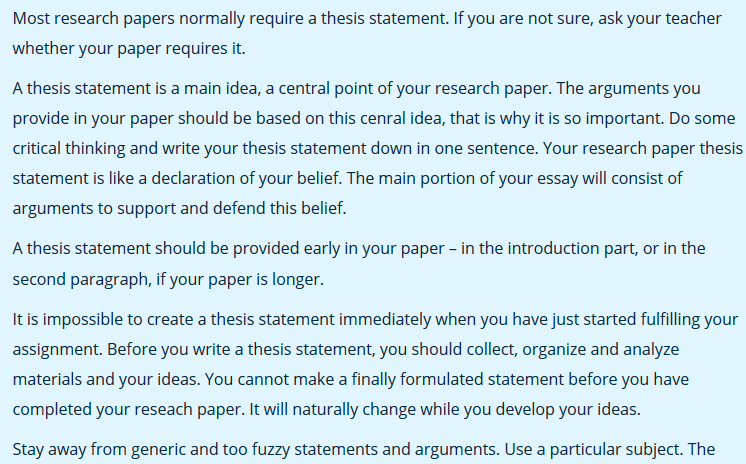 Most research papers normally require a thesis statement. If you are not sure, ask your teacher
whether your paper requires it.
A thesis statement is a main idea, a central point of your research paper. The arguments you
provide in your paper should be based on this cenral idea, that is why it is so important. Do some
critical thinking and write your thesis statement down in one sentence. Your research paper thesis
statement is like a declaration of your belief. The main portion of your essay will consist of
arguments to support and defend this belief.
A thesis statement should be provided early in your paper – in the introduction part, or in the
second paragraph, if your paper is longer.
It is impossible to create a thesis statement immediately when you have just started fulfilling your
assignment. Before you write a thesis statement, you should collect, organize and analyze
materials and your ideas. You cannot make a finally formulated statement before you have
completed your reseach paper. It will naturally change while you develop your ideas.
Stay away from generic and too fuzzy statements and arguments. Use a particular subject. The